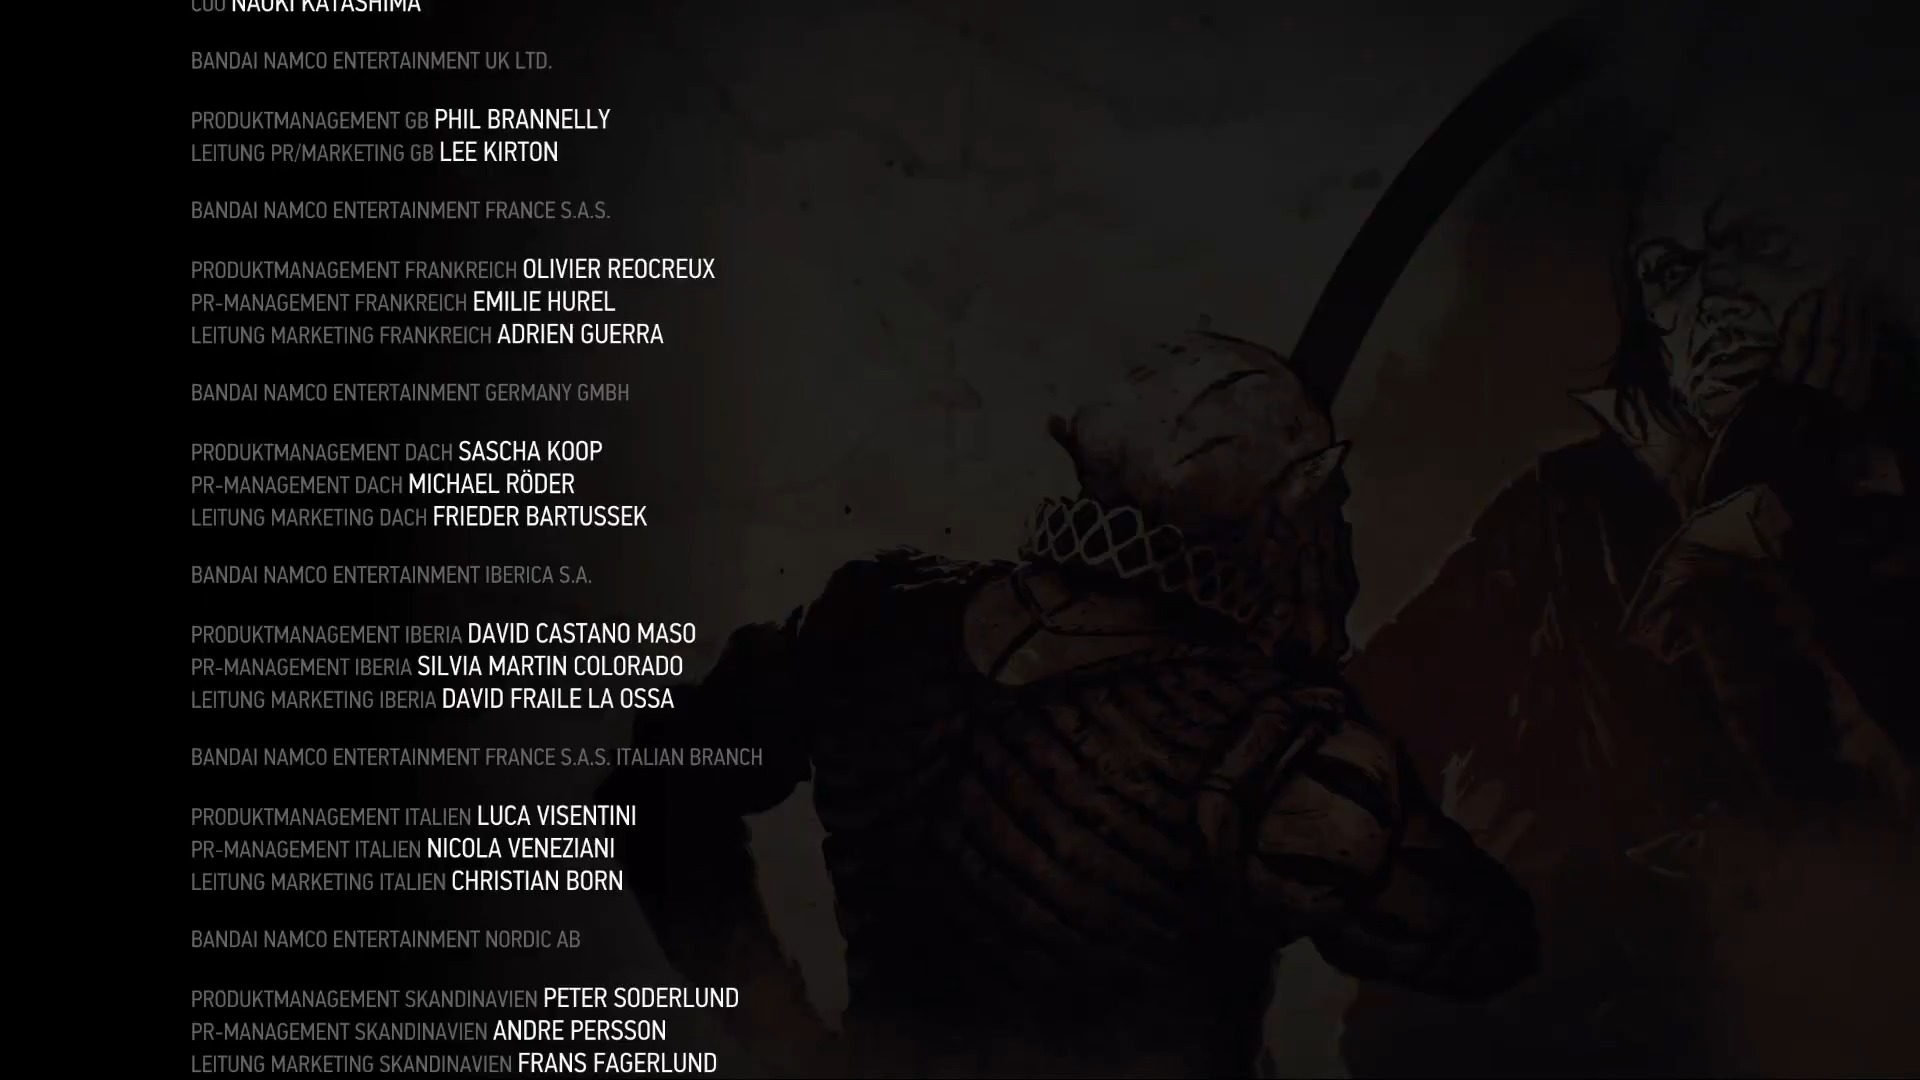 COO NAOKI KATASHIMA
BANDAI NAMCO ENTERTAINMENT UK LTD.
PRODUKTMANAGEMENT GB PHIL BRANNELLY
LEITUNG PR/MARKETING GB LEE KIRTON
BANDAI NAMCO ENTERTAINMENT FRANCE S.A.S.
PRODUKTMANAGEMENT FRANKREICH OLIVIER REOCREUX
PR-MANAGEMENT FRANKREICH EMILIE HUREL
LEITUNG MARKETING FRANKREICH ADRIEN GUERRA
BANDAI NAMCO ENTERTAINMENT GERMANY GMBH
PRODUKTMANAGEMENT DACH SASCHA KOOP
PR-MANAGEMENT DACH MICHAEL RÖDER
LEITUNG MARKETING DACH FRIEDER BARTUSSEK
BANDAI NAMCO ENTERTAINMENT IBERICA S.A.
PRODUKTMANAGEMENT IBERIA DAVID CASTANO MASO
PR-MANAGEMENT IBERIA SILVIA MARTIN COLORADO
LEITUNG MARKETING IBERIA DAVID FRAILE LA OSSA
BANDAI NAMCO ENTERTAINMENT FRANCE S.A.S. ITALIAN BRANCH
PRODUKTMANAGEMENT ITALIEN LUCA VISENTINI
PR-MANAGEMENT ITALIEN NICOLA VENEZIANI
LEITUNG MARKETING ITALIEN CHRISTIAN BORN
BANDAI NAMCO ENTERTAINMENT NORDIC AB
PRODUKTMANAGEMENT SKANDINAVIEN PETER SODERLUND
PR-MANAGEMENT SKANDINAVIEN ANDRE PERSSON
LEITUNG MARKETING SKANDINAVIEN FRANS FAGERLUND